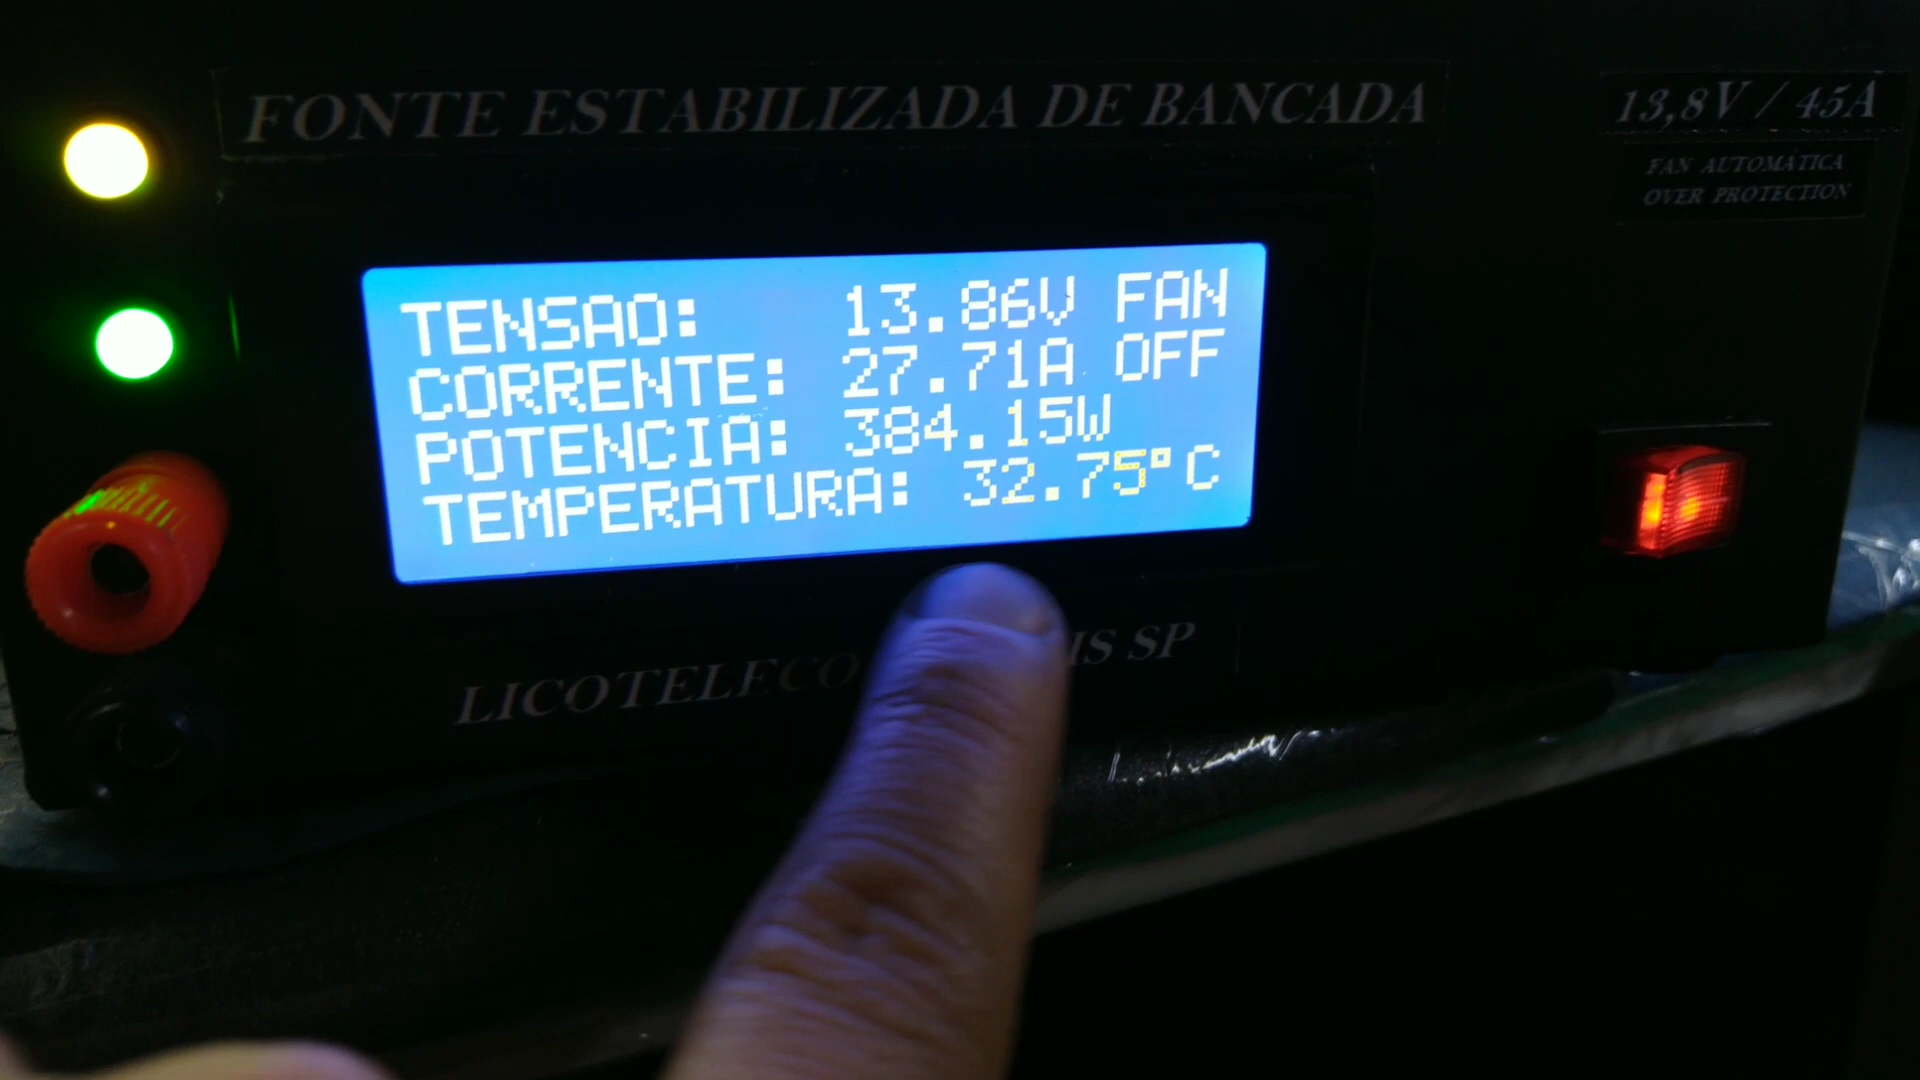 FONTE ESTABILIZADA DE BANCADA
13,8V / 45A
FAN AUTOMÁTICA
OVER PROTECTION
TENSAO: 13.86V FAN
CORRENTE: 27.71A OFF
POTENCIA: 384.15W
TEMPERATURA: 32.75°C
SP